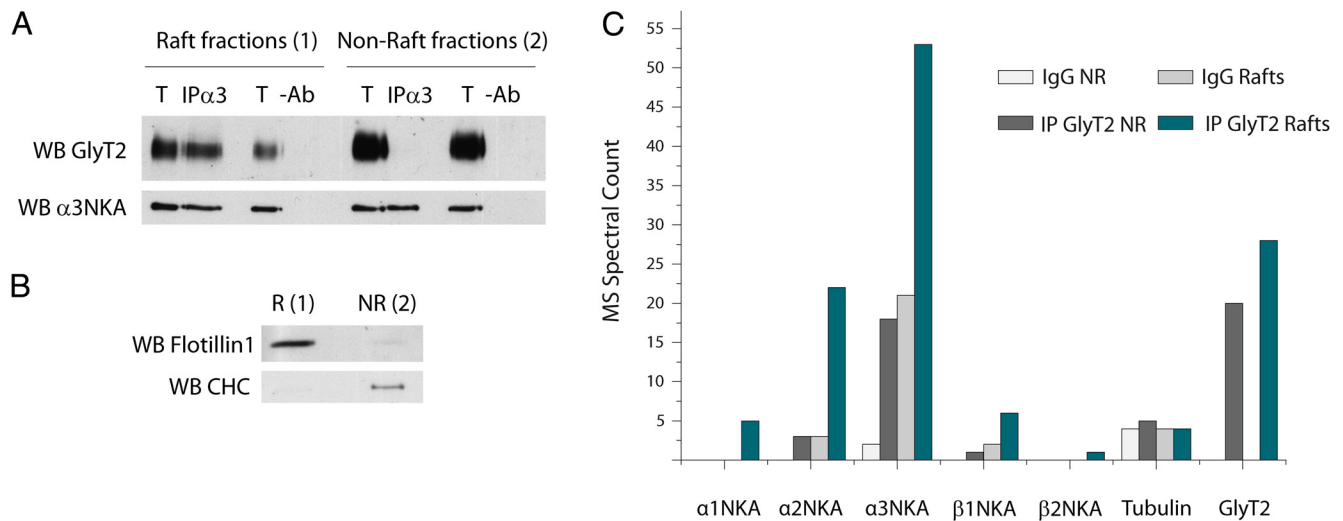 A
Raft fractions (1) Non-Raft fractions (2)
T IPα3 T -Ab T IPα3 T -Ab
WB GlyT2
WB α3NKA
B
R (1) NR (2)
WB Flotillin1
WB CHC
C
55
50
45
40
35
30
25
20
15
10
5
MS Spectral Count
IgG NR IgG Rafts
IP GlyT2 NR IP GlyT2 Rafts
α1NKA α2NKA α3NKA β1NKA β2NKA Tubulin GlyT2